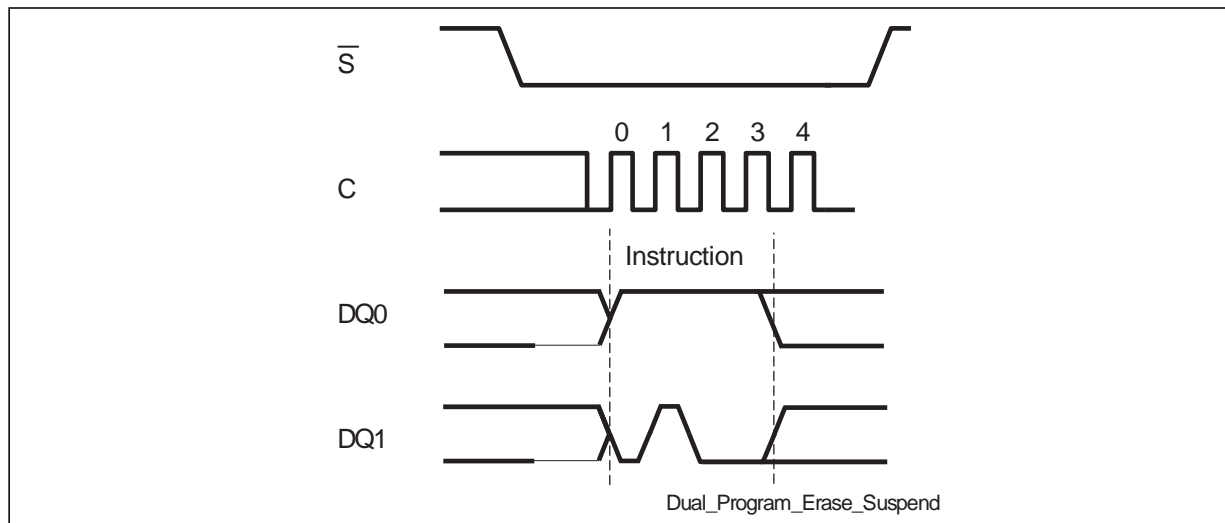 S̅
0 1 2 3 4
C
Instruction
DQ0
DQ1
Dual_Program_Erase_Suspend